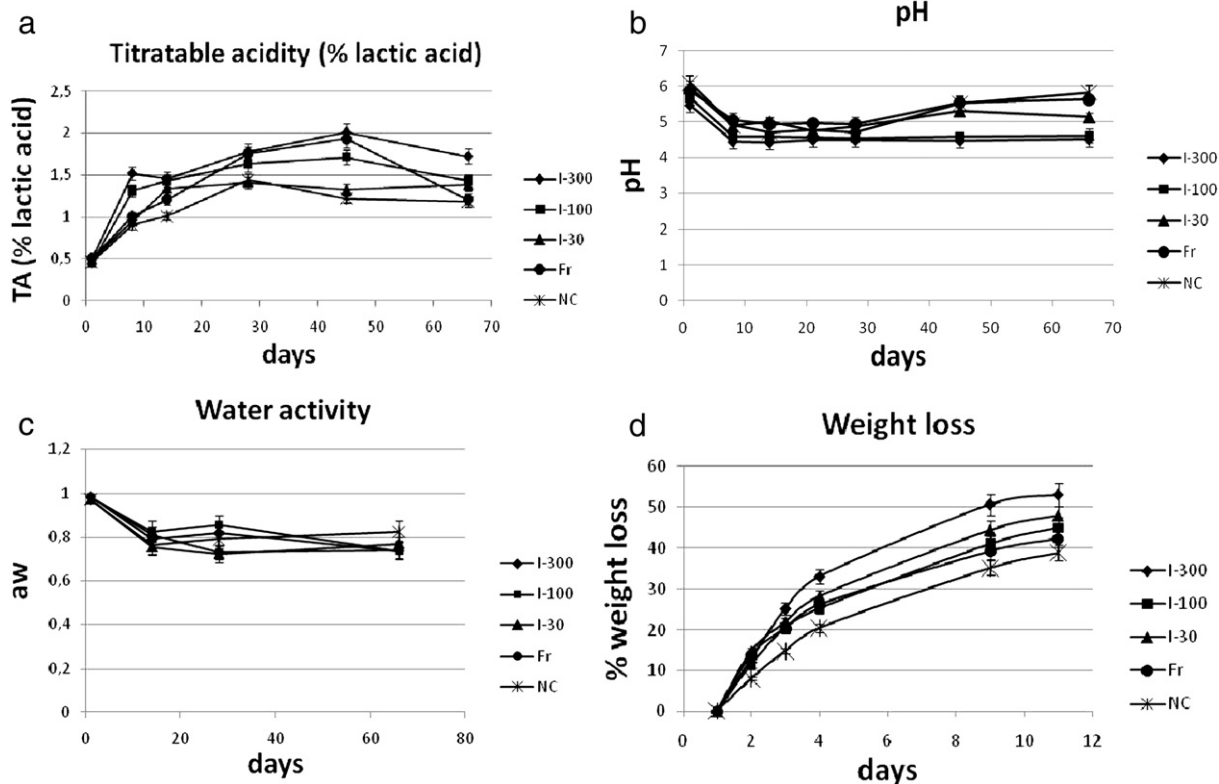 a
Titratable acidity (% lactic acid)
TA (% lactic acid)
2.5
2
1.5
1
0.5
0
0 10 20 30 40 50 60 70
days
I-300
I-100
I-30
Fr
NC
b
pH
pH
7
6
5
4
3
2
1
0
0 10 20 30 40 50 60 70
days
I-300
I-100
I-30
Fr
NC
c
Water activity
aw
1,2
1
0,8
0,6
0,4
0,2
0
0 20 40 60 80
days
I-300
I-100
I-30
Fr
NC
d
Weight loss
% weight loss
60
50
40
30
20
10
0
0 2 4 6 8 10 12
days
I-300
I-100
I-30
Fr
NC